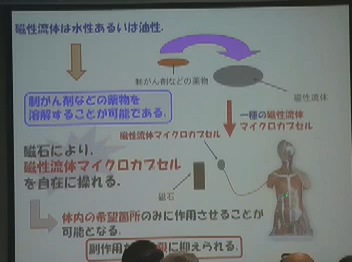 磁性流体は水性あるいは油性.
制がん剤などの薬物
磁性流体
制がん剤などの薬物を
溶解することが可能である.
一種の磁性流体
マイクロカプセル
磁性流体マイクロカプセル
磁石により,
磁性流体マイクロカプセル
を自在に操れる.
磁石
体内の希望箇所のみに作用させることが
可能となる.
副作用
に抑えられる.